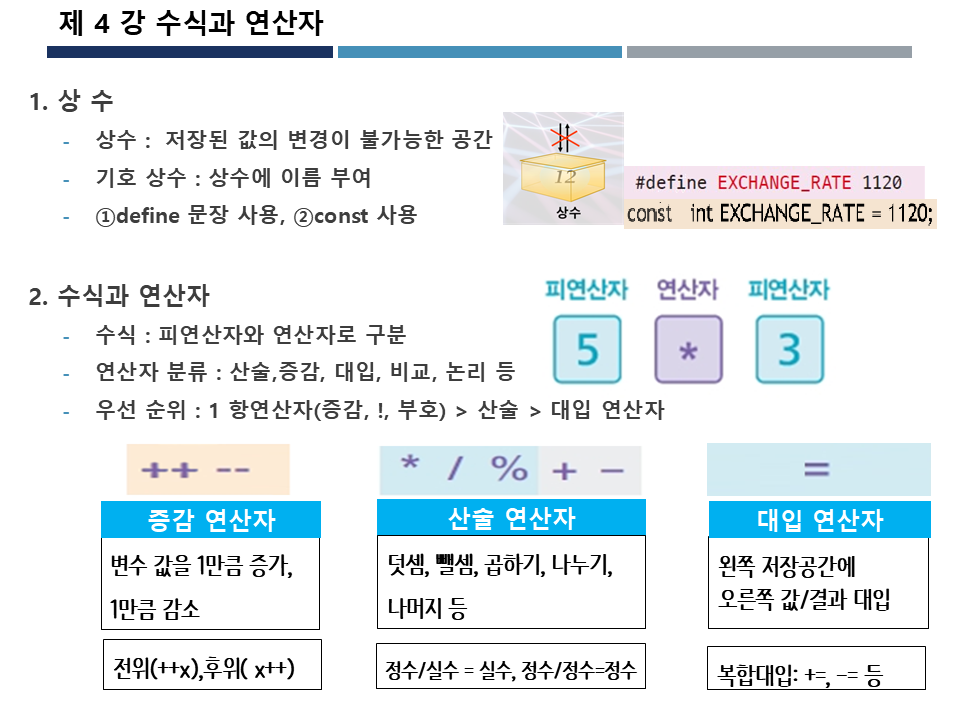 제 4 강 수식과 연산자
1. 상 수
- 상수 : 저장된 값의 변경이 불가능한 공간
- 기호 상수 : 상수에 이름 부여
- ①define 문장 사용, ②const 사용
12
상수
#define EXCHANGE_RATE 1120
const int EXCHANGE_RATE = 1120;
2. 수식과 연산자
- 수식 : 피연산자와 연산자로 구분
- 연산자 분류 : 산술,증감, 대입, 비교, 논리 등
- 우선 순위 : 1 항연산자(증감, !, 부호) > 산술 > 대입 연산자
피연산자 연산자 피연산자
5 * 3
++ --
증감 연산자
변수 값을 1만큼 증가,
1만큼 감소
전위(++x),후위( x++)
* / % + -
산술 연산자
덧셈, 뺄셈, 곱하기, 나누기,
나머지 등
정수/실수 = 실수, 정수/정수=정수
=
대입 연산자
왼쪽 저장공간에
오른쪽 값/결과 대입
복합대입: +=, -= 등